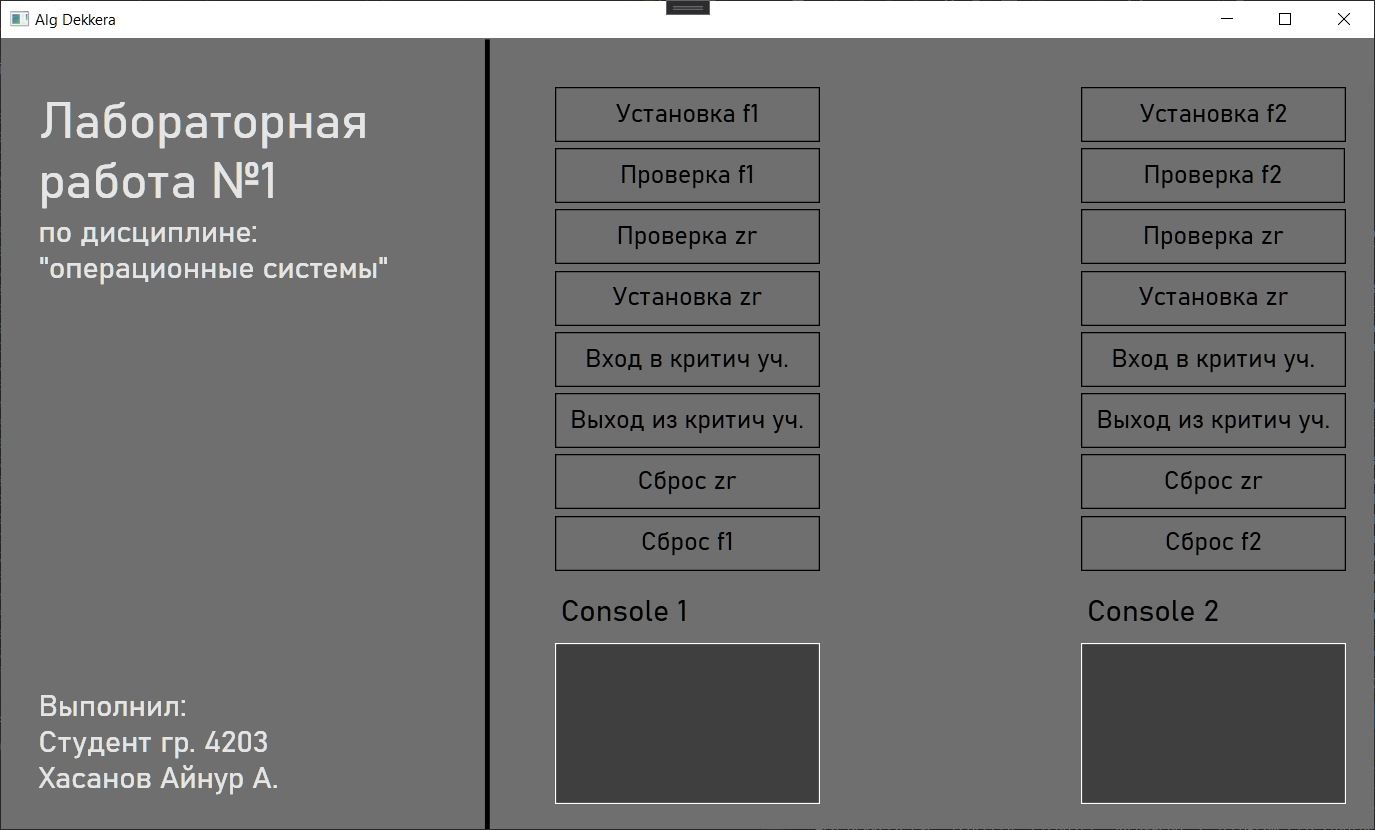 Alg Dekkera
Лабораторная
работа №1
по дисциплине:
"операционные системы"
Выполнил:
Студент гр. 4203
Хасанов Айнур А.
Установка f1
Проверка f1
Проверка zr
Установка zr
Вход в критич уч.
Выход из критич уч.
Сброс zr
Сброс f1
Console 1
Установка f2
Проверка f2
Проверка zr
Установка zr
Вход в критич уч.
Выход из критич уч.
Сброс zr
Сброс f2
Console 2